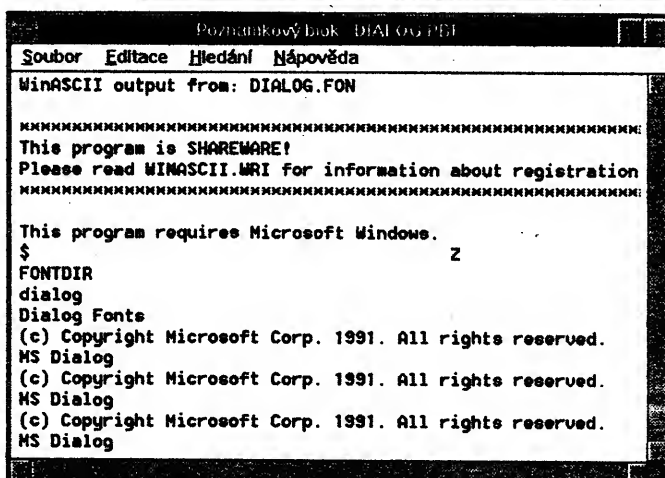 Poznámkový blok - DIALOG.PBF
Soubor Editace Hledání Nápověda
WinASCII output from: DIALOG.FON
××××××××××××××××××××××××××××××××××××××××××××××××××××××
This program is SHAREWARE!
Please read WINASCII.WRI for information about registration
××××××××××××××××××××××××××××××××××××××××××××××××××××××
This program requires Microsoft Windows.
$ Z
FONTDIR
dialog
Dialog Fonts
(c) Copyright Microsoft Corp. 1991. All rights reserved.
MS Dialog
(c) Copyright Microsoft Corp. 1991. All rights reserved.
MS Dialog
(c) Copyright Microsoft Corp. 1991. All rights reserved.
MS Dialog